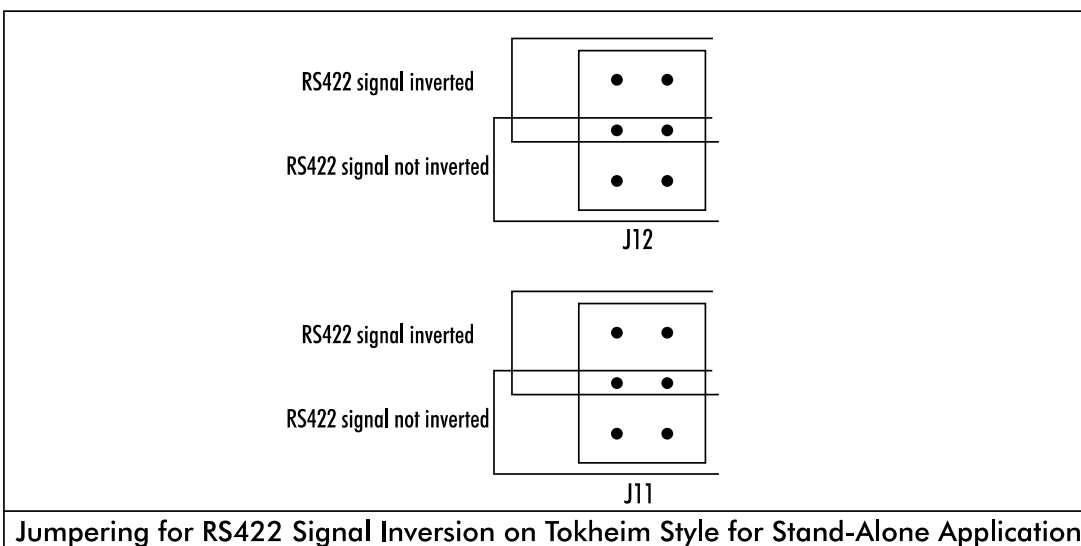 RS422 signal inverted
RS422 signal not inverted
J12
RS422 signal inverted
RS422 signal not inverted
J11
Jumpering for RS422 Signal Inversion on Tokheim Style for Stand-Alone Application